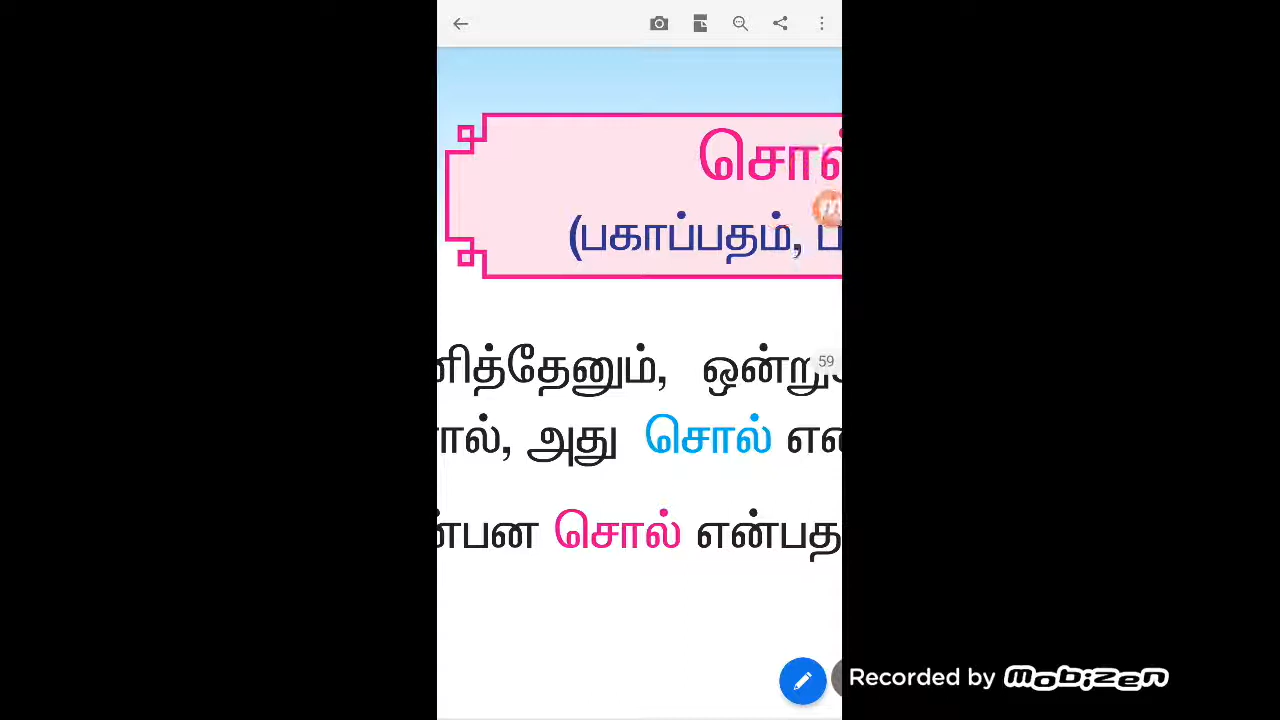 சொல்
(பகாப்பதம், ப
னித்தேனும், ஒன்று
59
ால், அது சொல் என
ன்பன சொல் என்பத
Recorded by MOBIZEN